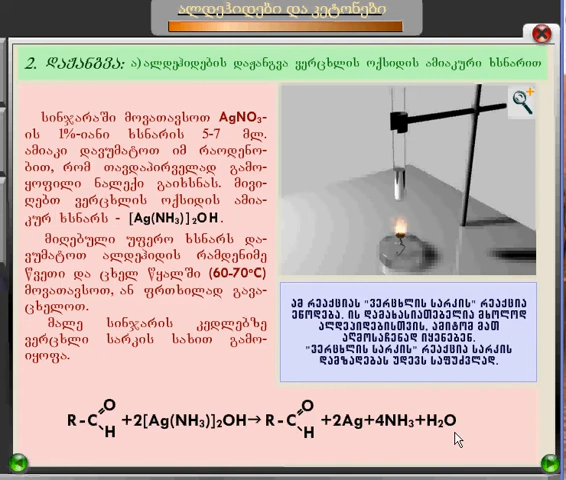 ალდეჰიდები და კეტონები
2. დაჟანგვა: ა) ალდეჰიდების დაჟანგვა ვერცხლის ოქსიდის ამიაკური ხსნარით
სინჯარაში მოვათავსოთ AgNO₃-
ის 1%-იანი ხსნარის 5-7 მლ.
ამიაკი დავუმატოთ იმ რაოდენო-
ბით, რომ თავდაპირველად გამო-
ყოფილი ნალექი გაიხსნას. მივი-
ღებთ ვერცხლის ოქსიდის ამია-
კურ ხსნარს - [Ag(NH₃)]₂OH.
მიღებული უფერო ხსნარს და-
ვუმატოთ ალდეჰიდის რამდენიმე
წვეთი და ცხელ წყალში (60-70°C)
მოვათავსოთ, ან ფრთხილად გავა-
ცხელოთ.
მალე სინჯარის კედლებზე
ვერცხლი სარკის სახით გამო-
იყოფა.
ამ რეაქციას "ვერცხლის სარკის" რეაქცია
ეწოდება. ის დამახასიათებელია მხოლოდ
ალდეაიდებისთვის, ამიტომ მათ
აღმოსაჩენად იყენებენ.
"ვერცხლის სარკის" რეაქცია სარკის
დამზადებას უდევს საფუძვლად.
R-C(O)(H) +2[Ag(NH₃)]₂OH→ R-C(O)(H) +2Ag+4NH₃+H₂O